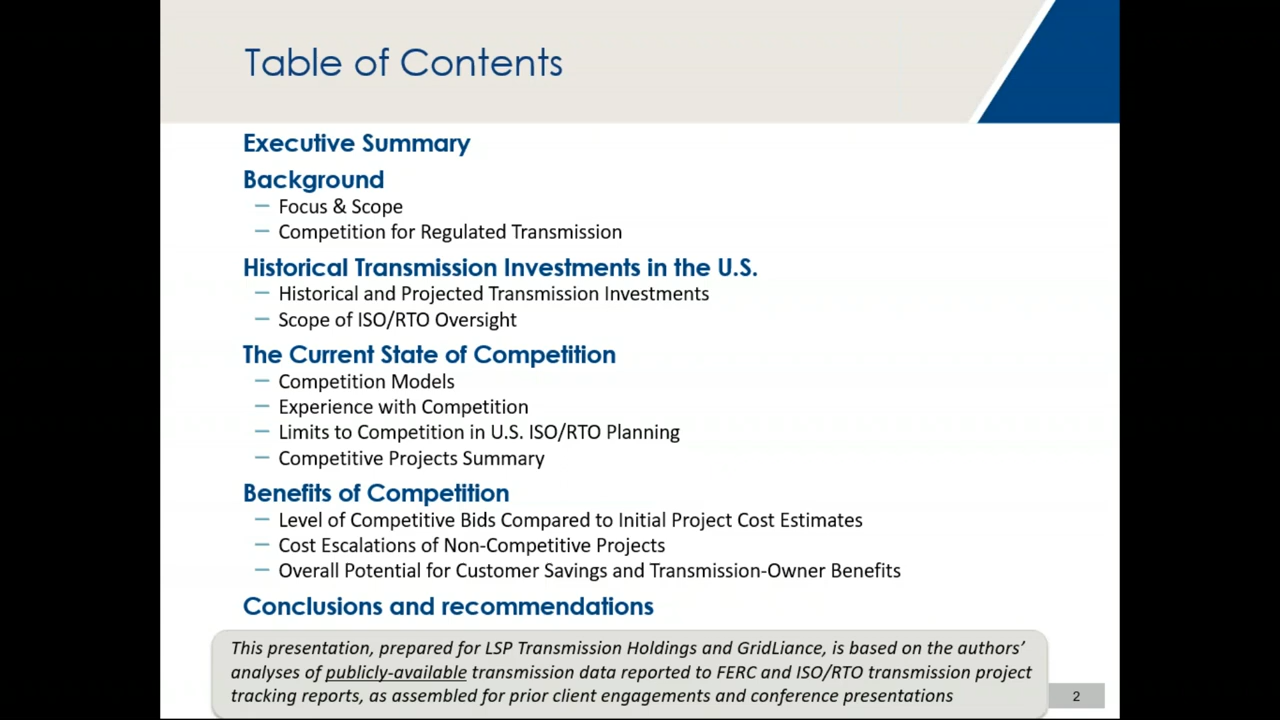 Table of Contents
Executive Summary
Background
— Focus & Scope
— Competition for Regulated Transmission
Historical Transmission Investments in the U.S.
— Historical and Projected Transmission Investments
— Scope of ISO/RTO Oversight
The Current State of Competition
— Competition Models
— Experience with Competition
— Limits to Competition in U.S. ISO/RTO Planning
— Competitive Projects Summary
Benefits of Competition
— Level of Competitive Bids Compared to Initial Project Cost Estimates
— Cost Escalations of Non-Competitive Projects
— Overall Potential for Customer Savings and Transmission-Owner Benefits
Conclusions and recommendations
This presentation, prepared for LSP Transmission Holdings and GridLiance, is based on the authors'
analyses of publicly-available transmission data reported to FERC and ISO/RTO transmission project
tracking reports, as assembled for prior client engagements and conference presentations
2